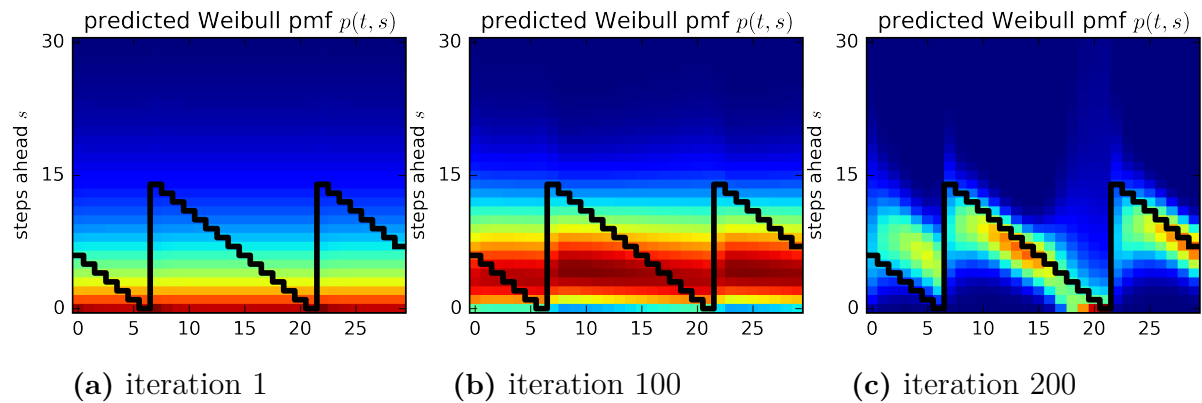 predicted Weibull pmf p(t, s)
30
15
0
steps ahead s
0 5 10 15 20 25
(a) iteration 1
predicted Weibull pmf p(t, s)
30
15
0
steps ahead s
0 5 10 15 20 25
(b) iteration 100
predicted Weibull pmf p(t, s)
30
15
0
steps ahead s
0 5 10 15 20 25
(c) iteration 200